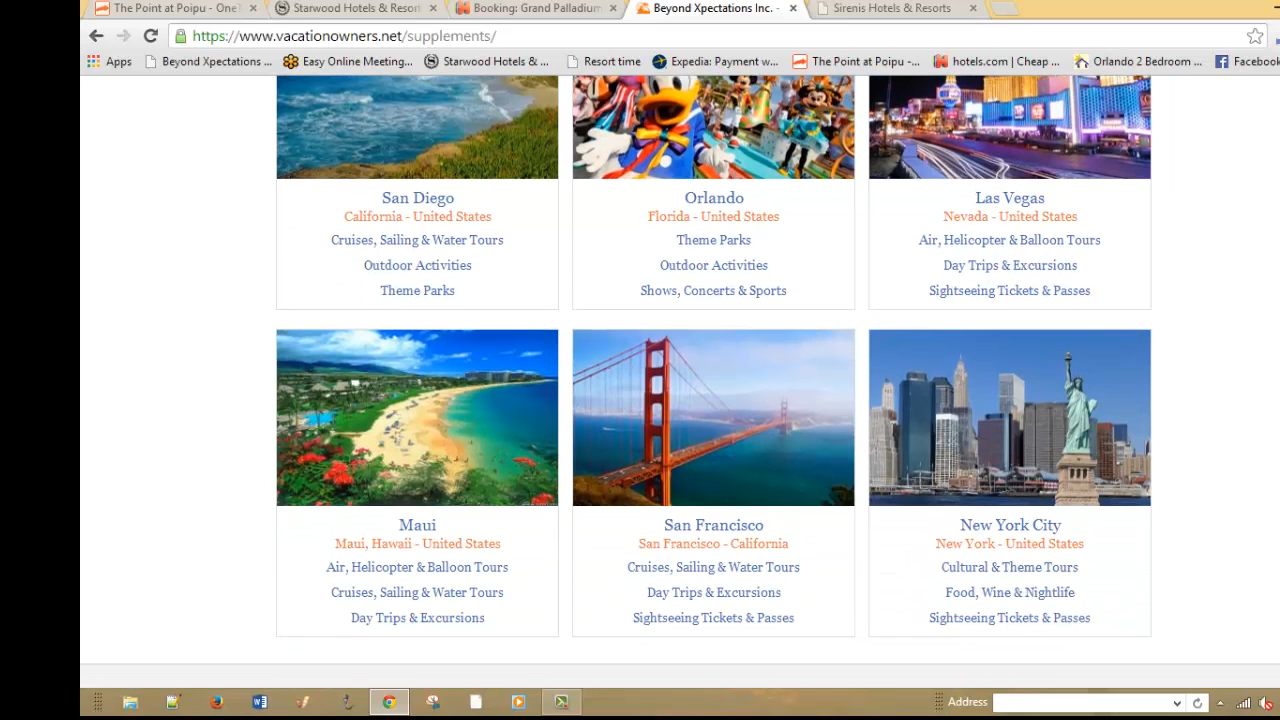 The Point at Poipu - One
Starwood Hotels & Resort
Booking: Grand Palladium
Beyond Xpectations Inc. -
Sirenis Hotels & Resorts
https://www.vacationowners.net/supplements/
Apps
Beyond Xpectations ...
Easy Online Meeting...
Starwood Hotels & ...
Resort time
Expedia: Payment w...
The Point at Poipu -...
hotels.com | Cheap ...
Orlando 2 Bedroom ...
Facebook
San Diego
California - United States
Cruises, Sailing & Water Tours
Outdoor Activities
Theme Parks
Orlando
Florida - United States
Theme Parks
Outdoor Activities
Shows, Concerts & Sports
Las Vegas
Nevada - United States
Air, Helicopter & Balloon Tours
Day Trips & Excursions
Sightseeing Tickets & Passes
Maui
Maui, Hawaii - United States
Air, Helicopter & Balloon Tours
Cruises, Sailing & Water Tours
Day Trips & Excursions
San Francisco
San Francisco - California
Cruises, Sailing & Water Tours
Day Trips & Excursions
Sightseeing Tickets & Passes
New York City
New York - United States
Cultural & Theme Tours
Food, Wine & Nightlife
Sightseeing Tickets & Passes
Address